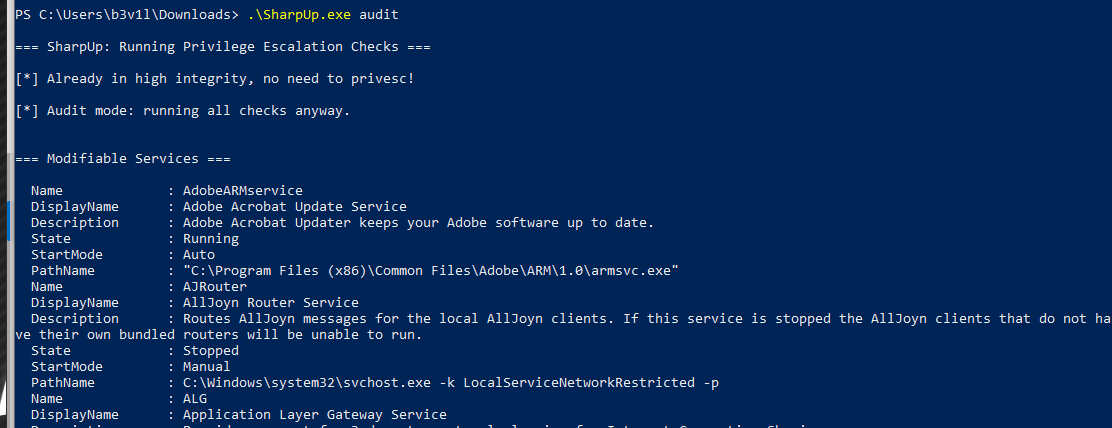 PS C:\Users\b3v1l\Downloads> .\SharpUp.exe audit
=== SharpUp: Running Privilege Escalation Checks ===
[*] Already in high integrity, no need to privesc!
[*] Audit mode: running all checks anyway.
=== Modifiable Services ===
Name : AdobeARMservice
DisplayName : Adobe Acrobat Update Service
Description : Adobe Acrobat Updater keeps your Adobe software up to date.
State : Running
StartMode : Auto
PathName : "C:\Program Files (x86)\Common Files\Adobe\ARM\1.0\armsvc.exe"
Name : AJRouter
DisplayName : AllJoyn Router Service
Description : Routes AllJoyn messages for the local AllJoyn clients. If this service is stopped the AllJoyn clients that do not ha
ve their own bundled routers will be unable to run.
State : Stopped
StartMode : Manual
PathName : C:\Windows\system32\svchost.exe -k LocalServiceNetworkRestricted -p
Name : ALG
DisplayName : Application Layer Gateway Service